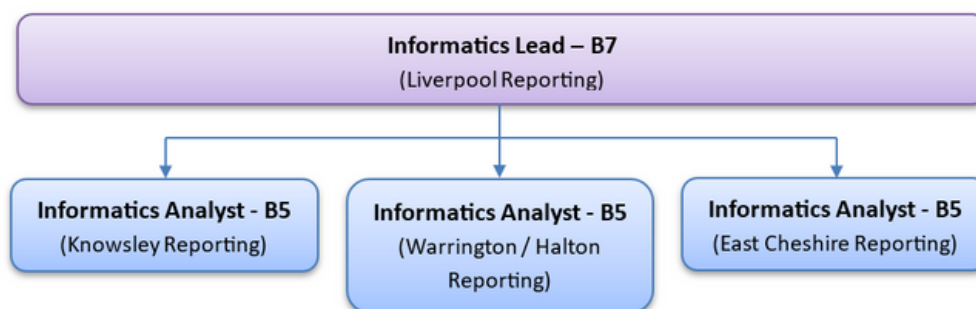 Informatics Lead – B7
(Liverpool Reporting)
Informatics Analyst - B5
(Knowsley Reporting)
Informatics Analyst - B5
(Warrington / Halton
Reporting)
Informatics Analyst - B5
(East Cheshire Reporting)